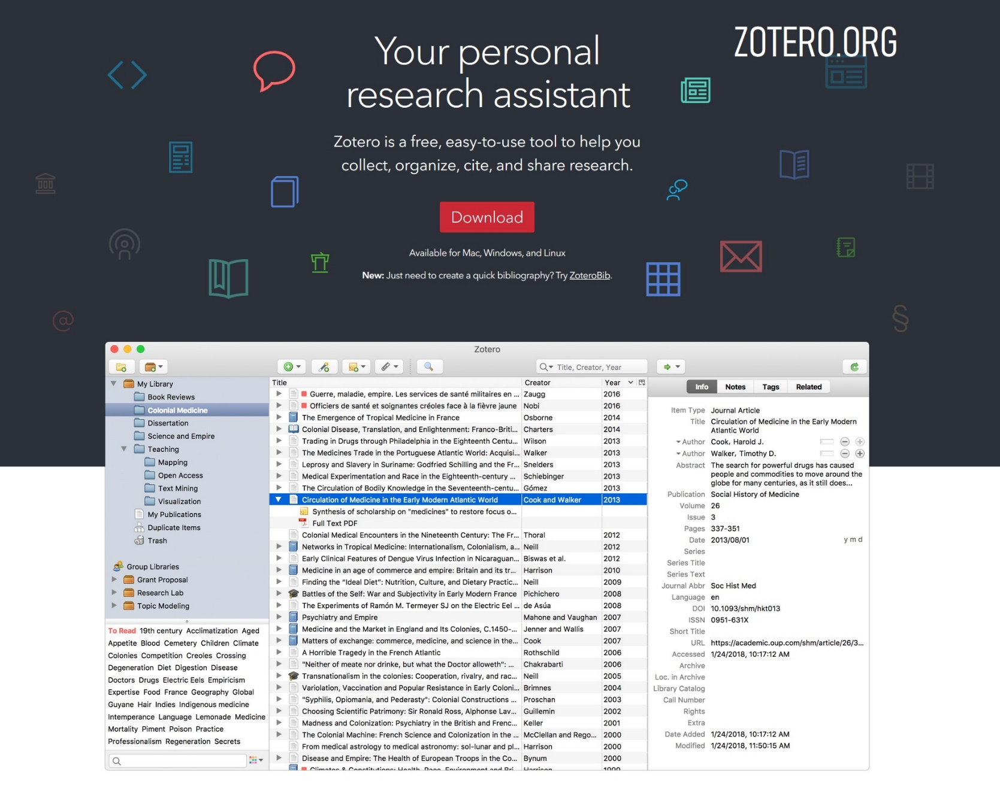 ZOTERO.ORG
Your personal
research assistant
Zotero is a free, easy-to-use tool to help you
collect, organize, cite, and share research.
Download
Available for Mac, Windows, and Linux
New: Just need to create a quick bibliography? Try ZoteroBib.
Zotero
Title, Creator, Year
My Library
Book Reviews
Colonial Medicine
Dissertation
Science and Empire
Teaching
Mapping
Open Access
Text Mining
Visualization
My Publications
Duplicate Items
Trash
Group Libraries
Grant Proposal
Research Lab
Topic Modeling
To Read 19th century Acclimatization Aged
Appetite Blood Cemetery Children Climate
Colonies Competition Creoles Crossing
Degeneration Diet Digestion Disease
Doctors Drugs Electric Eels Empiricism
Expertise Food France Geography Global
Guyane Hair Indies Indigenous medicine
Intemperance Language Lemonade Medicine
Mortality Piment Poison Practice
Professionalism Regeneration Secrets
Title Creator Year
Guerre, maladie, empire. Les services de santé militaires en ... Zaugg 2016
Officiers de santé et soignantes créoles face à la fièvre jaune Nobi 2016
The Emergence of Tropical Medicine in France Osborne 2014
Colonial Disease, Translation, and Enlightenment: Franco-Briti... Charters 2014
Trading in Drugs through Philadelphia in the Eighteenth Centu... Wilson 2013
The Medicines Trade in the Portuguese Atlantic World: Acquisi... Walker 2013
Leprosy and Slavery in Suriname: Godfried Schilling and the Fr... Snelders 2013
Medical Experimentation and Race in the Eighteenth-century ... Schiebinger 2013
The Circulation of Bodily Knowledge in the Seventeenth-centu... Gómez 2013
Circulation of Medicine in the Early Modern Atlantic World Cook and Walker 2013
Synthesis of scholarship on "medicines" to restore focus o...
Full Text PDF
Colonial Medical Encounters in the Nineteenth Century: The Fr... Thoral 2012
Networks in Tropical Medicine: Internationalism, Colonialism, a... Neill 2012
Early Clinical Features of Dengue Virus Infection in Nicaraguan... Biswas et al. 2012
Medicine in an age of commerce and empire: Britain and its tr... Harrison 2010
Finding the “Ideal Diet”: Nutrition, Culture, and Dietary Practic... Neill 2009
Battles of the Self: War and Subjectivity in Early Modern France Pichichero 2008
The Experiments of Ramón M. Termeyer SJ on the Electric Eel ... de Asúa 2008
Psychiatry and Empire Mahone and Vaughan 2007
Medicine and the Market in England and Its Colonies, C.1450-... Jenner and Wallis 2007
Matters of exchange: commerce, medicine, and science in the... Cook 2007
A Horrible Tragedy in the French Atlantic Rothschild 2006
"Neither of meate nor drinke, but what the Doctor alloweth": ... Chakrabarti 2006
Transnationalism in the colonies: Cooperation, rivalry, and rac... Neill 2005
Variolation, Vaccination and Popular Resistance in Early Coloni... Brimnes 2004
"Syphilis, Opiomania, and Pederasty": Colonial Constructions ... Proschan 2003
Choosing Scientific Patrimony: Sir Ronald Ross, Alphonse Lav... Guillemin 2002
Madness and Colonization: Psychiatry in the British and Frenc... Keller 2001
The Colonial Machine: French Science and Colonization in the ... McClellan and Rego... 2000
From medical astrology to medical astronomy: sol-lunar and pl... Harrison 2000
Disease and Empire: The Health of European Troops in the Co... Bynum 2000
Climates & Constitutions: Health, Race, Environment and Bri... Harrison 1999
Info Notes Tags Related
Item Type Journal Article
Title Circulation of Medicine in the Early Modern
Atlantic World
Author Cook, Harold J.
Author Walker, Timothy D.
Abstract The search for powerful drugs has caused
people and commodities to move around the
globe for many centuries, as it still does...
Publication Social History of Medicine
Volume 26
Issue 3
Pages 337-351
Date 2013/08/01 y m d
Series
Series Title
Series Text
Journal Abbr Soc Hist Med
Language en
DOI 10.1093/shm/hkt013
ISSN 0951-631X
Short Title
URL https://academic.oup.com/shm/article/26/3...
Accessed 1/24/2018, 10:17:12 AM
Archive
Loc. in Archive
Library Catalog
Call Number
Rights
Extra
Date Added 1/24/2018, 10:17:12 AM
Modified 1/24/2018, 11:50:15 AM